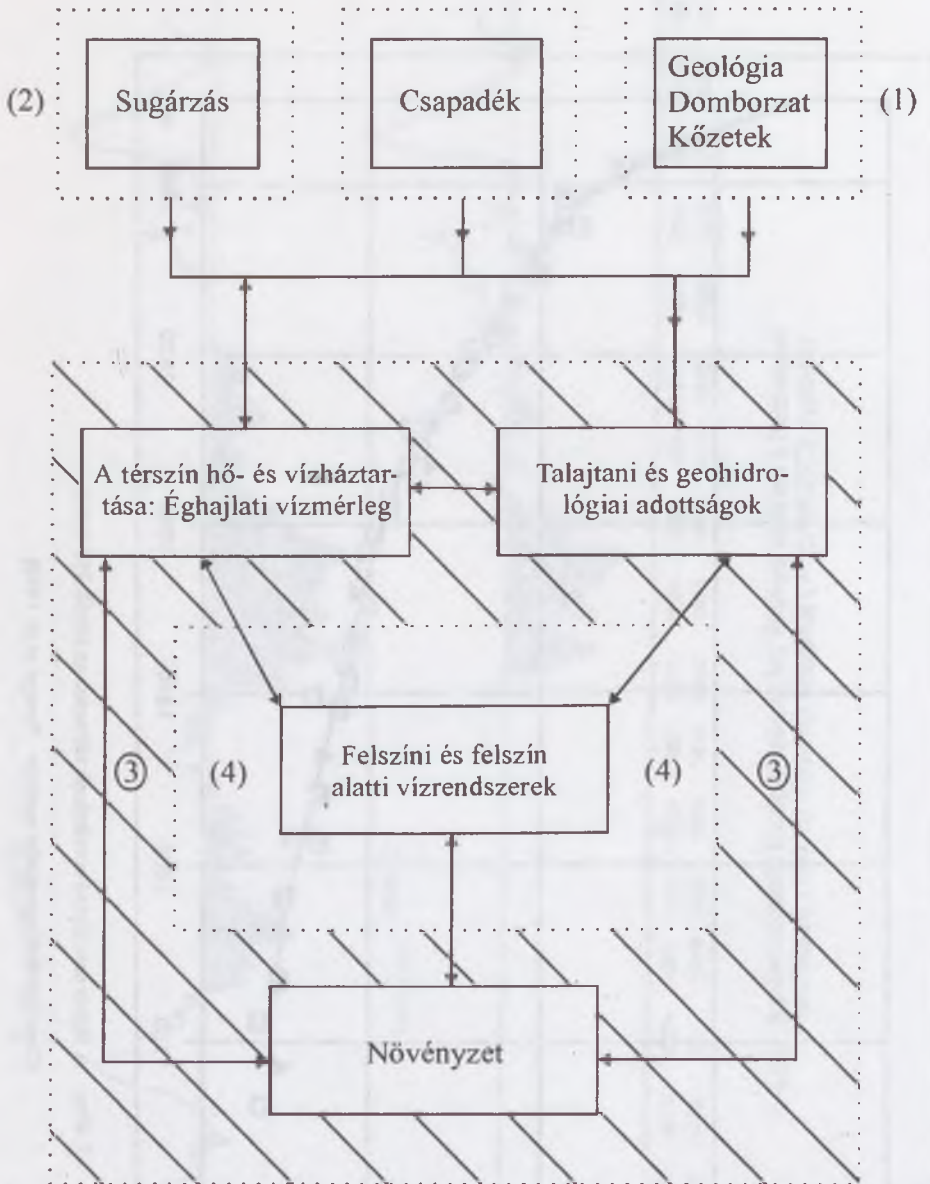 (2)
Sugárzás
Csapadék
Geológia
Domborzat
Kőzetek
(1)
A térszín hő- és vízháztar-
tása: Éghajlati vízmérleg
Talajtani és geohidro-
lógiai adottságok
③
(4)
Felszíni és felszín
alatti vízrendszerek
(4)
③
Növényzet